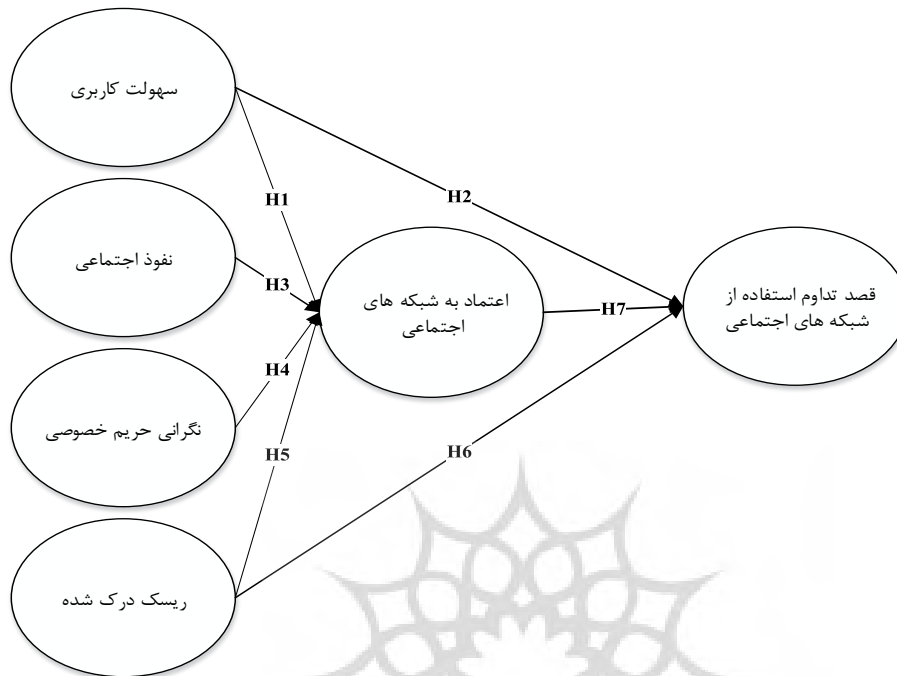 سهولت کاربری
H2
H1
نفوذ اجتماعی
H3
اعتماد به شبکه های
اجتماعی
H7
قصد تداوم استفاده از
شبکه های اجتماعی
H4
نگرانی حریم خصوصی
H5
H6
ریسک درک شده